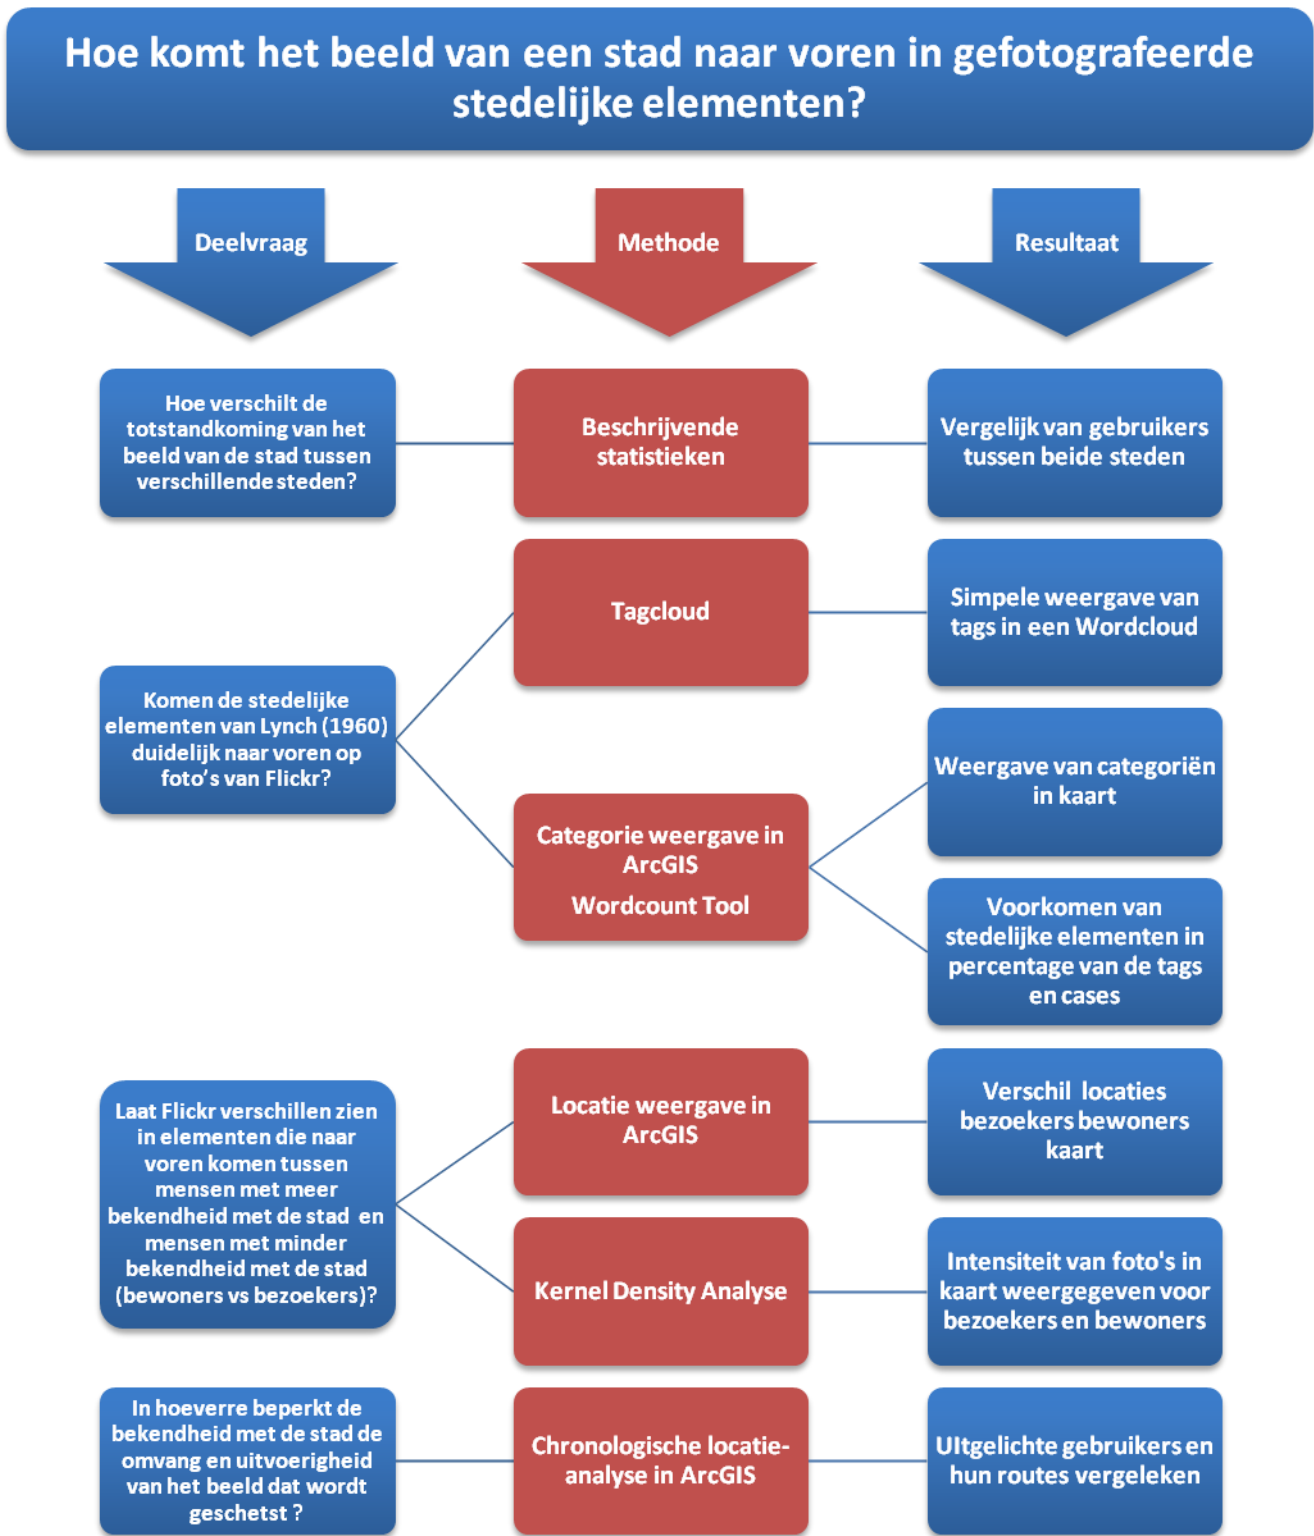 Hoe komt het beeld van een stad naar voren in gefotografeerde
stedelijke elementen?
Deelvraag
Methode
Resultaat
Hoe verschilt de
totstandkoming van het
beeld van de stad tussen
verschillende steden?
Beschrijvende
statistieken
Vergelijk van gebruikers
tussen beide steden
Komen de stedelijke
elementen van Lynch (1960)
duidelijk naar voren op
foto's van Flickr?
Tagcloud
Simpele weergave van
tags in een Wordcloud
Categorie weergave in
ArcGIS
Wordcount Tool
Weergave van categoriën
in kaart
Voorkomen van
stedelijke elementen in
percentage van de tags
en cases
Laat Flickr verschillen zien
in elementen die naar
voren komen tussen
mensen met meer
bekendheid met de stad en
mensen met minder
bekendheid met de stad
(bewoners vs bezoekers)?
Locatie weergave in
ArcGIS
Verschil locaties
bezoekers bewoners
kaart
Kernel Density Analyse
Intensiteit van foto's in
kaart weergegeven voor
bezoekers en bewoners
In hoeverre beperkt de
bekendheid met de stad de
omvang en uitvoerigheid
van het beeld dat wordt
geschetst ?
Chronologische locatie-
analyse in ArcGIS
UItgelichte gebruikers en
hun routes vergeleken